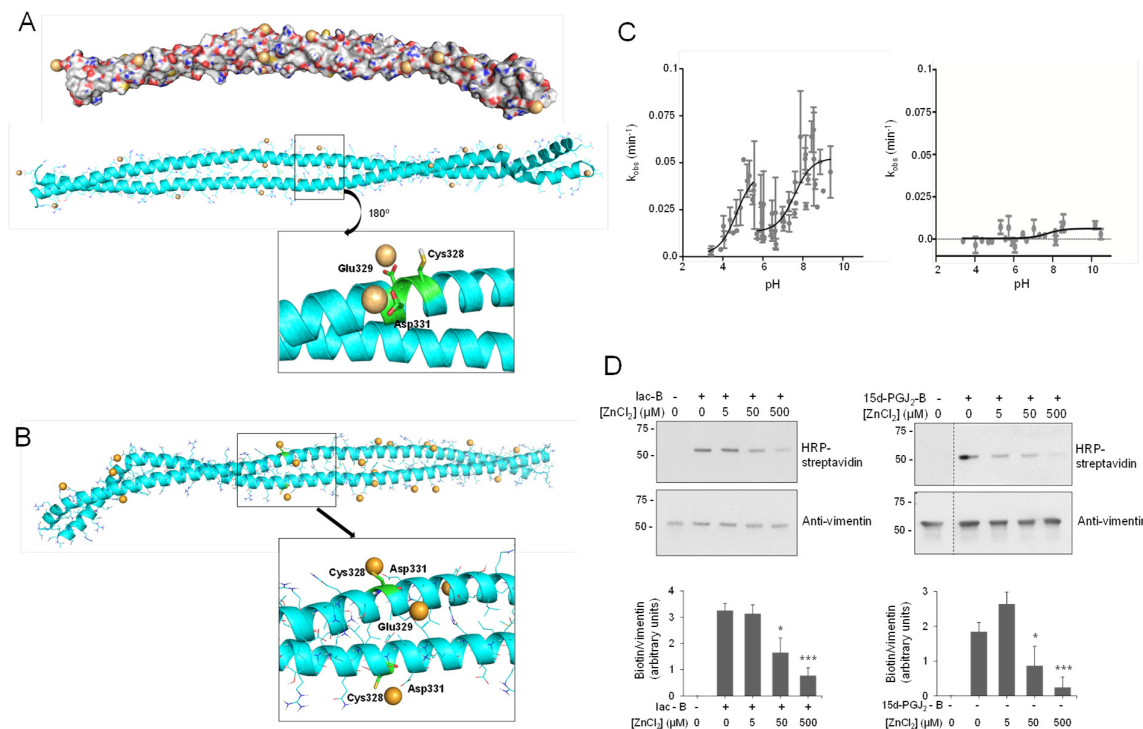 A
180º
Cys328
Glu329
Asp331
B
Cys328
Asp331
Glu329
Cys328
Asp331
C
0.1
0.075
0.05
0.025
0
k_obs (min⁻¹)
2 4 6 8 10
pH
0.1
0.075
0.05
0.025
0
k_obs (min⁻¹)
2 4 6 8 10
pH
D
lac-B - + + + +
[ZnCl₂] (µM) 0 0 5 50 500
75 -
50 -
HRP-
streptavidin
50 -
Anti-vimentin
4
3
2
1
0
Biotin/vimentin
(arbitrary units)
* ***
lac - B - + + + +
[ZnCl₂] (µM) 0 0 5 50 500
15d-PGJ₂-B - + + + +
[ZnCl₂] (µM) 0 0 5 50 500
75 -
50 -
HRP-
streptavidin
75 -
50 -
Anti-vimentin
3
2
1
0
Biotin/vimentin
(arbitrary units)
* ***
15d-PGJ₂ - B - - - - -
[ZnCl₂] (µM) 0 0 5 50 500